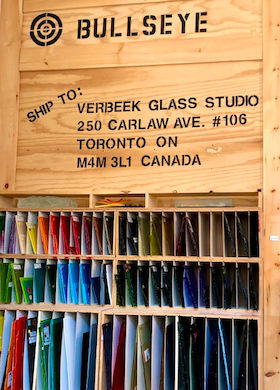 BULLSEYE
SHIP TO:
VERBEEK GLASS STUDIO
250 CARLAW AVE. #106
TORONTO ON
M4M 3L1 CANADA